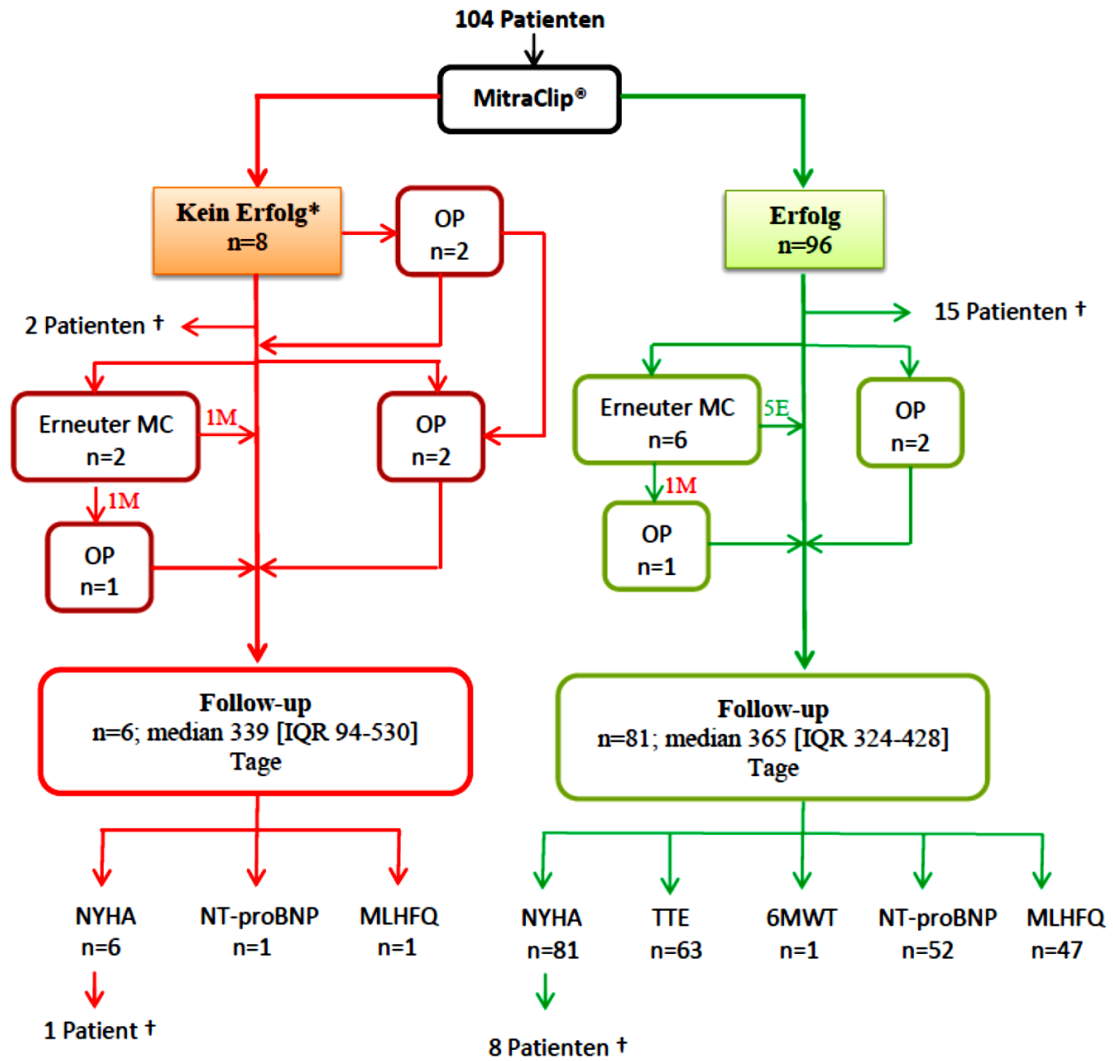 104 Patienten
MitraClip®
Kein Erfolg*
n=8
OP
n=2
2 Patienten †
Erneuter MC
n=2
1M
OP
n=2
1M
OP
n=1
Follow-up
n=6; median 339 [IQR 94-530]
Tage
NYHA
n=6
NT-proBNP
n=1
MLHFQ
n=1
1 Patient †
Erfolg
n=96
15 Patienten †
Erneuter MC
n=6
5E
OP
n=2
1M
OP
n=1
Follow-up
n=81; median 365 [IQR 324-428]
Tage
NYHA
n=81
TTE
n=63
6MWT
n=1
NT-proBNP
n=52
MLHFQ
n=47
8 Patienten †